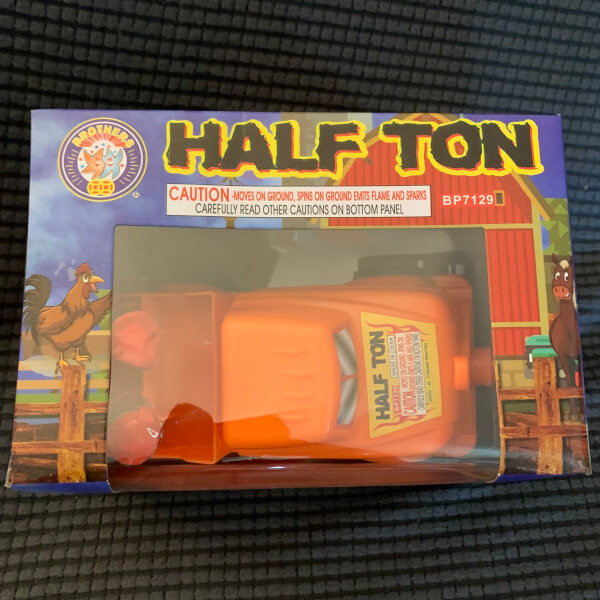 BROTHERS
HALF TON
CAUTION -MOVES ON GROUND, SPINS ON GROUND EMITS FLAME AND SPARKS
CAREFULLY READ OTHER CAUTIONS ON BOTTOM PANEL
BP7129
®
HALF TON
CAUTION